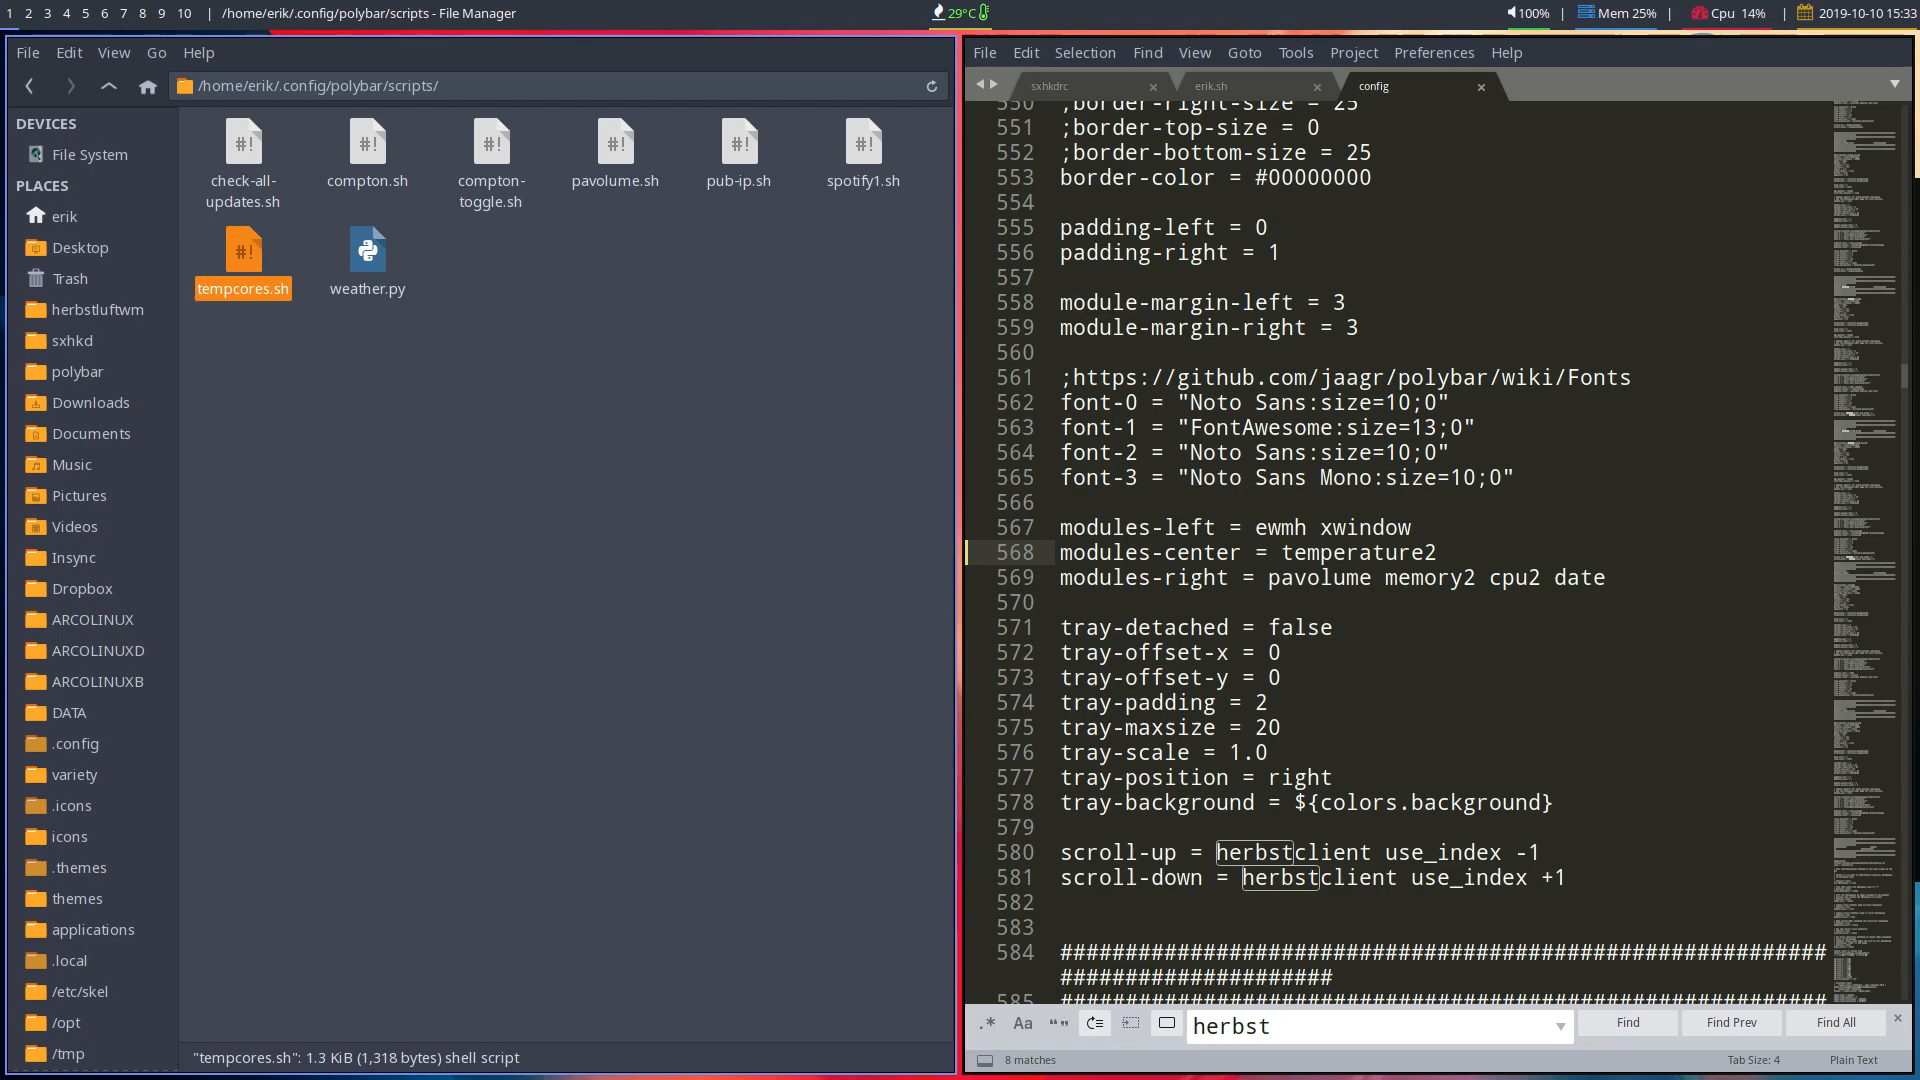 1 2 3 4 5 6 7 8 9 10 | /home/erik/.config/polybar/scripts - File Manager
29°C
100% | Mem 25% | Cpu 14% | 2019-10-10 15:33
File Edit View Go Help
/home/erik/.config/polybar/scripts/
DEVICES
File System
PLACES
erik
Desktop
Trash
herbstluftwm
sxhkd
polybar
Downloads
Documents
Music
Pictures
Videos
Insync
Dropbox
ARCOLINUX
ARCOLINUXD
ARCOLINUXB
DATA
.config
variety
.icons
icons
.themes
themes
applications
.local
/etc/skel
/opt
/tmp
#! #! #! #! #! #!
check-all-
updates.sh
compton.sh
compton-
toggle.sh
pavolume.sh
pub-ip.sh
spotify1.sh
#!
tempcores.sh
weather.py
"tempcores.sh": 1.3 KiB (1,318 bytes) shell script
File Edit Selection Find View Goto Tools Project Preferences Help
sxhkdrc
erik.sh
config
550 ;border-right-size = 25
551 ;border-top-size = 0
552 ;border-bottom-size = 25
553 border-color = #00000000
554
555 padding-left = 0
556 padding-right = 1
557
558 module-margin-left = 3
559 module-margin-right = 3
560
561 ;https://github.com/jaagr/polybar/wiki/Fonts
562 font-0 = "Noto Sans:size=10;0"
563 font-1 = "FontAwesome:size=13;0"
564 font-2 = "Noto Sans:size=10;0"
565 font-3 = "Noto Sans Mono:size=10;0"
566
567 modules-left = ewmh xwindow
568 modules-center = temperature2
569 modules-right = pavolume memory2 cpu2 date
570
571 tray-detached = false
572 tray-offset-x = 0
573 tray-offset-y = 0
574 tray-padding = 2
575 tray-maxsize = 20
576 tray-scale = 1.0
577 tray-position = right
578 tray-background = ${colors.background}
579
580 scroll-up = herbstclient use_index -1
581 scroll-down = herbstclient use_index +1
582
583
584 ###########################################################
#####################
585 ###########################################################
.* Aa “” herbst Find Find Prev Find All
8 matches
Tab Size: 4
Plain Text